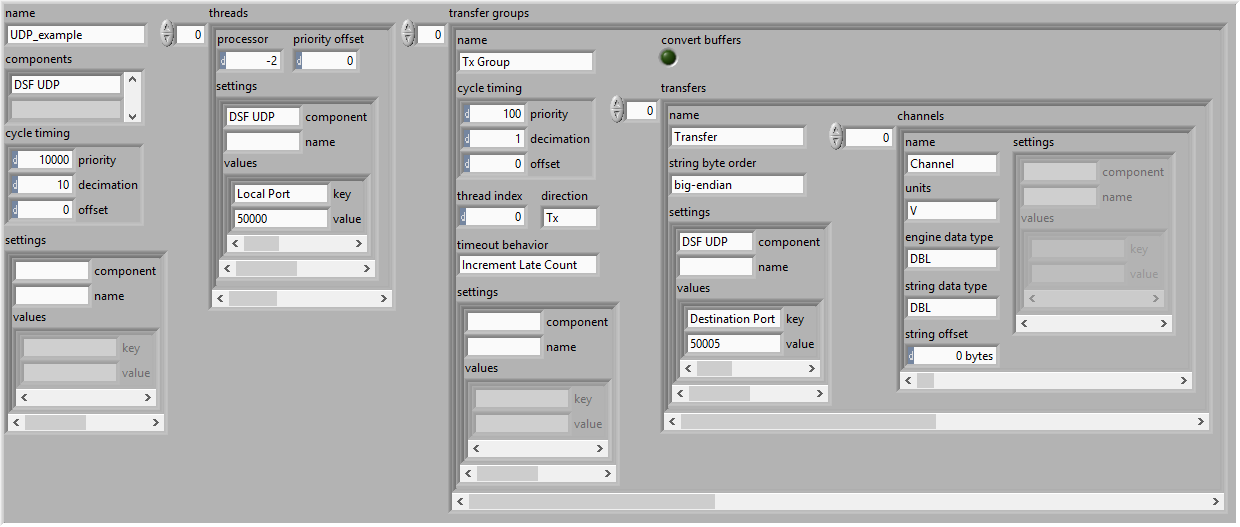 name
UDP_example
components
DSF UDP
cycle timing
d 10000 priority
d 10 decimation
d 0 offset
settings
component
name
values
key
value
0
threads
processor
d -2
priority offset
d 0
settings
DSF UDP component
name
values
Local Port key
50000 value
0
transfer groups
name
Tx Group
convert buffers
cycle timing
d 100 priority
d 1 decimation
d 0 offset
thread index
d 0
direction
Tx
timeout behavior
Increment Late Count
settings
component
name
values
key
value
0
transfers
name
Transfer
string byte order
big-endian
settings
DSF UDP component
name
values
Destination Port key
50005 value
0
channels
name
Channel
units
V
engine data type
DBL
string data type
DBL
string offset
d 0 bytes
settings
component
name
values
key
value